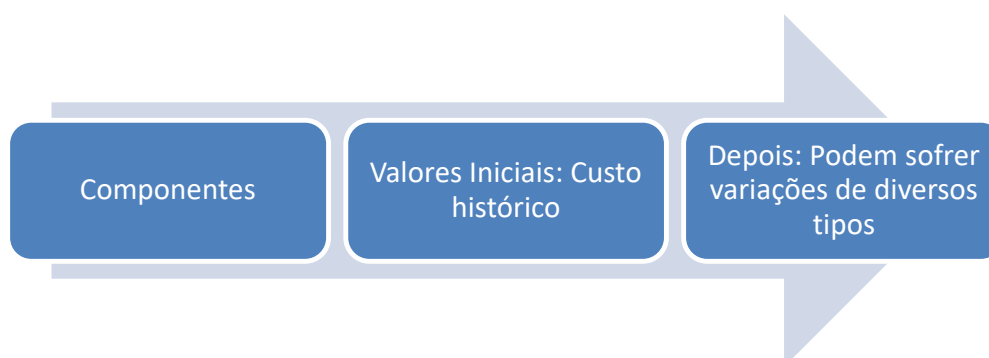 Componentes
Valores Iniciais: Custo
histórico
Depois: Podem sofrer
variações de diversos
tipos